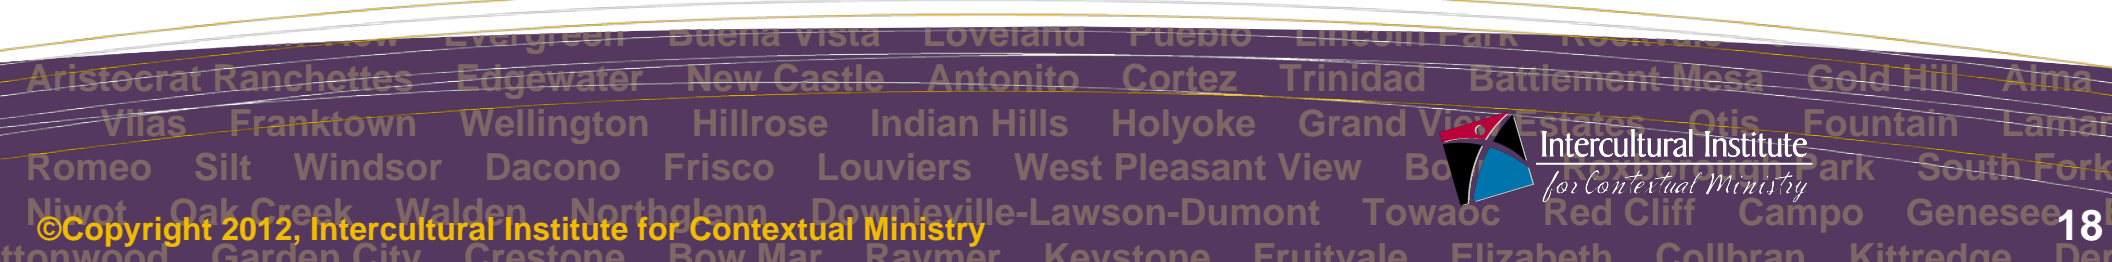 Evergreen Buena Vista Loveland Pueblo Lincoln Park Rockvale
Aristocrat Ranchettes Edgewater New Castle Antonito Cortez Trinidad Battlement Mesa Gold Hill Alma
Vilas Franktown Wellington Hillrose Indian Hills Holyoke Grand View Estates Otis Fountain Lamar
Intercultural Institute
for Contextual Ministry
Romeo Silt Windsor Dacono Frisco Louviers West Pleasant View Roxborough Park South Fork
Niwot Oak Creek Walden Northglenn Downieville-Lawson-Dumont Towaoc Red Cliff Campo Genesee
©Copyright 2012, Intercultural Institute for Contextual Ministry
18
Garden City Crestone Bow Mar Raymer Keystone Fruitvale Elizabeth Collbran Kittredge